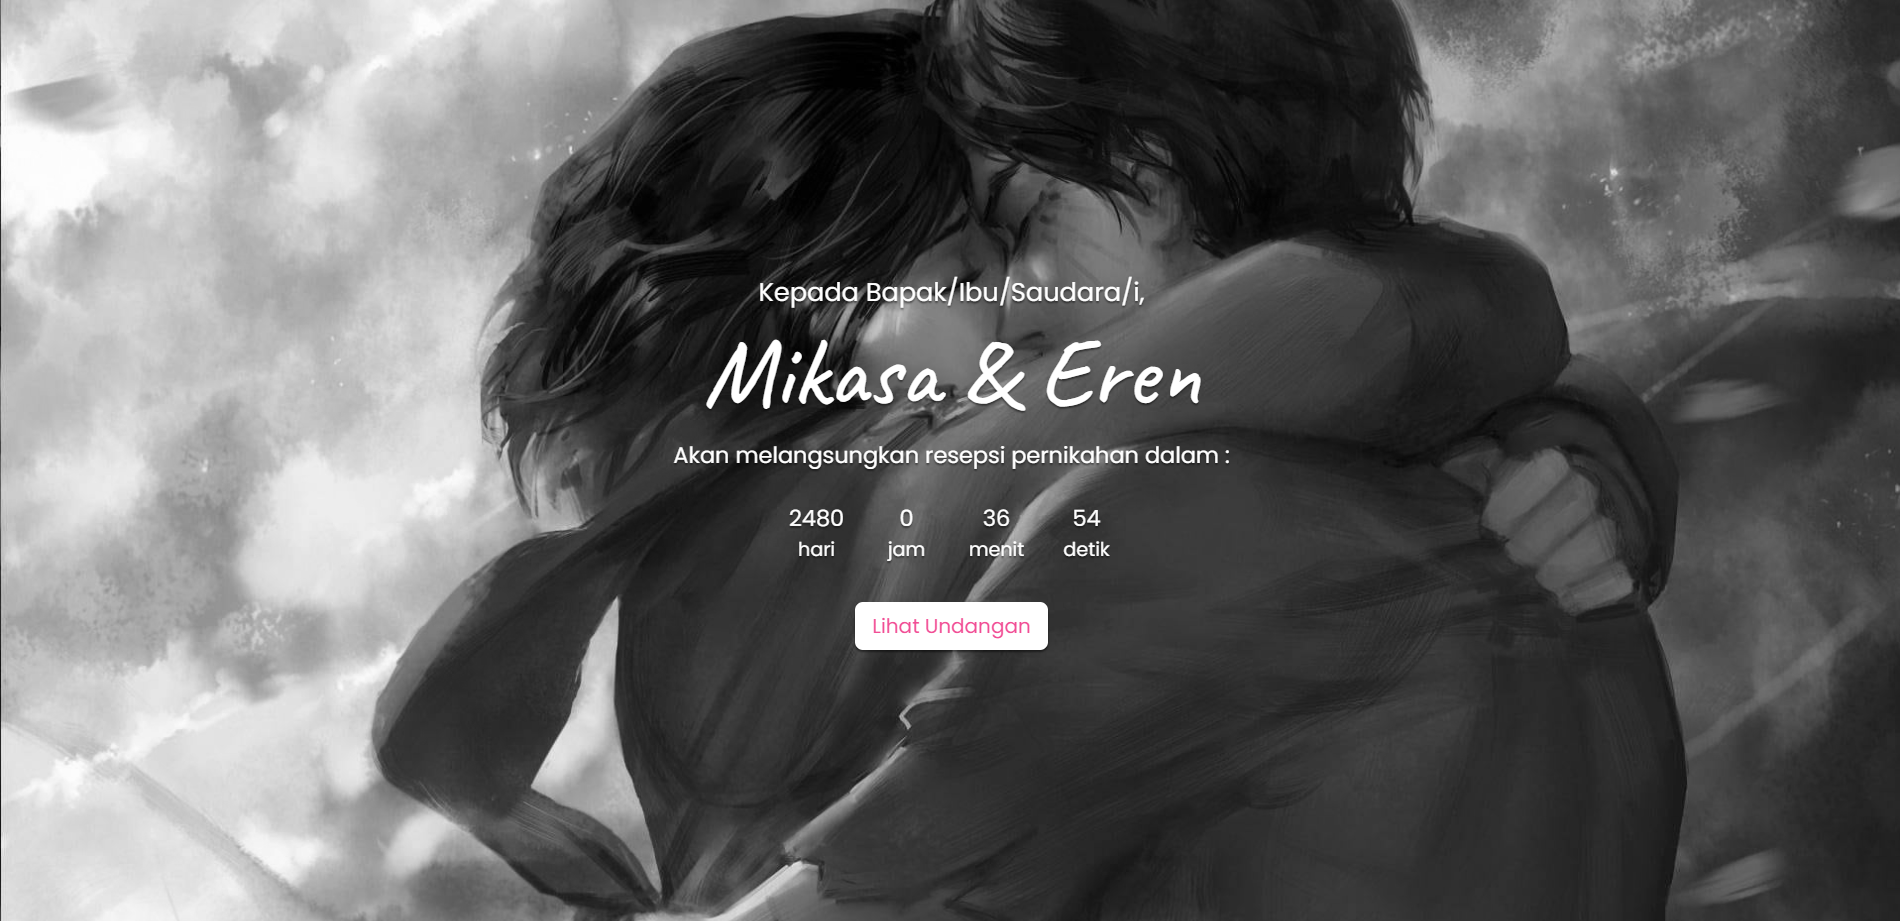 Kepada Bapak/Ibu/Saudara/i,
Mikasa & Eren
Akan melangsungkan resepsi pernikahan dalam :
2480 0 36 54
hari jam menit detik
Lihat Undangan